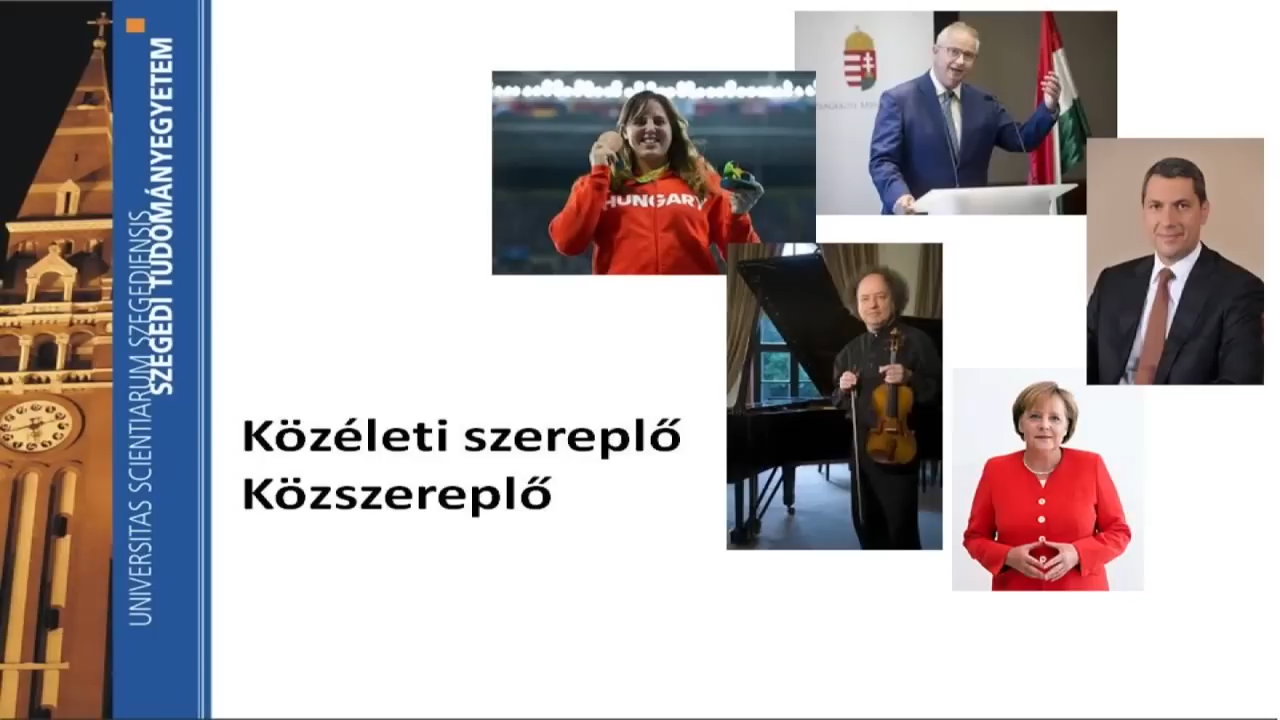 SZEGEDI TUDOMÁNYEGYETEM
UNIVERSITAS SCIENTIARUM SZEGEDIENSIS
HUNGARY
Közéleti szereplő
Közszereplő